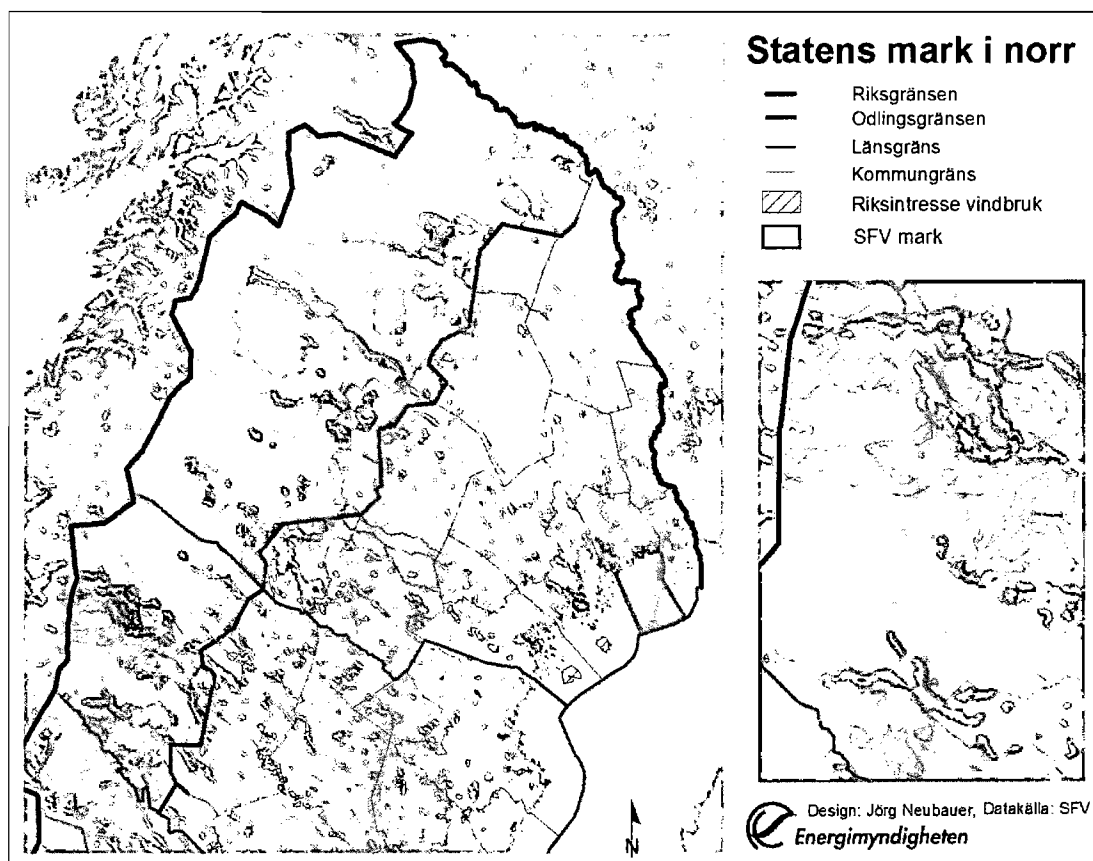 Statens mark i norr
Riksgränsen
Odlingsgränsen
Länsgräns
Kommungräns
Riksintresse vindbruk
SFV mark
N
Design: Jörg Neubauer, Datakälla: SFV
Energimyndigheten